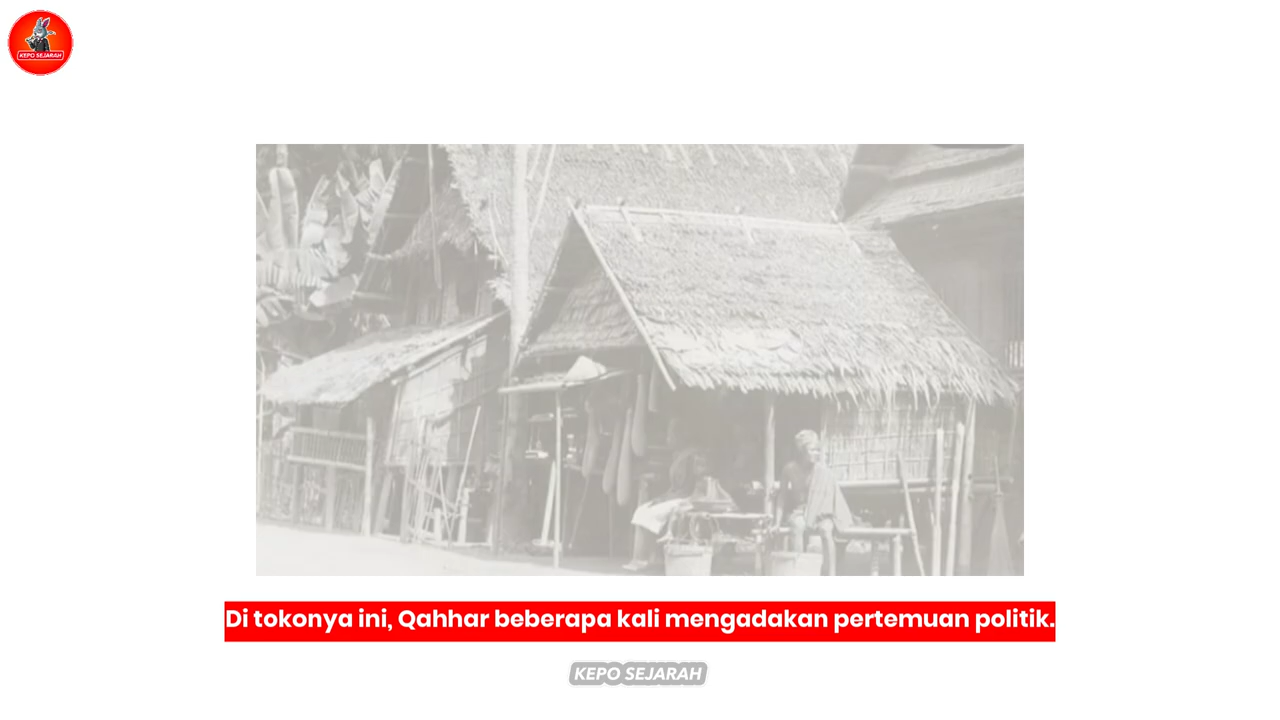 KEPO SEJARAH
Di tokonya ini, Qahhar beberapa kali mengadakan pertemuan politik.
KEPO SEJARAH